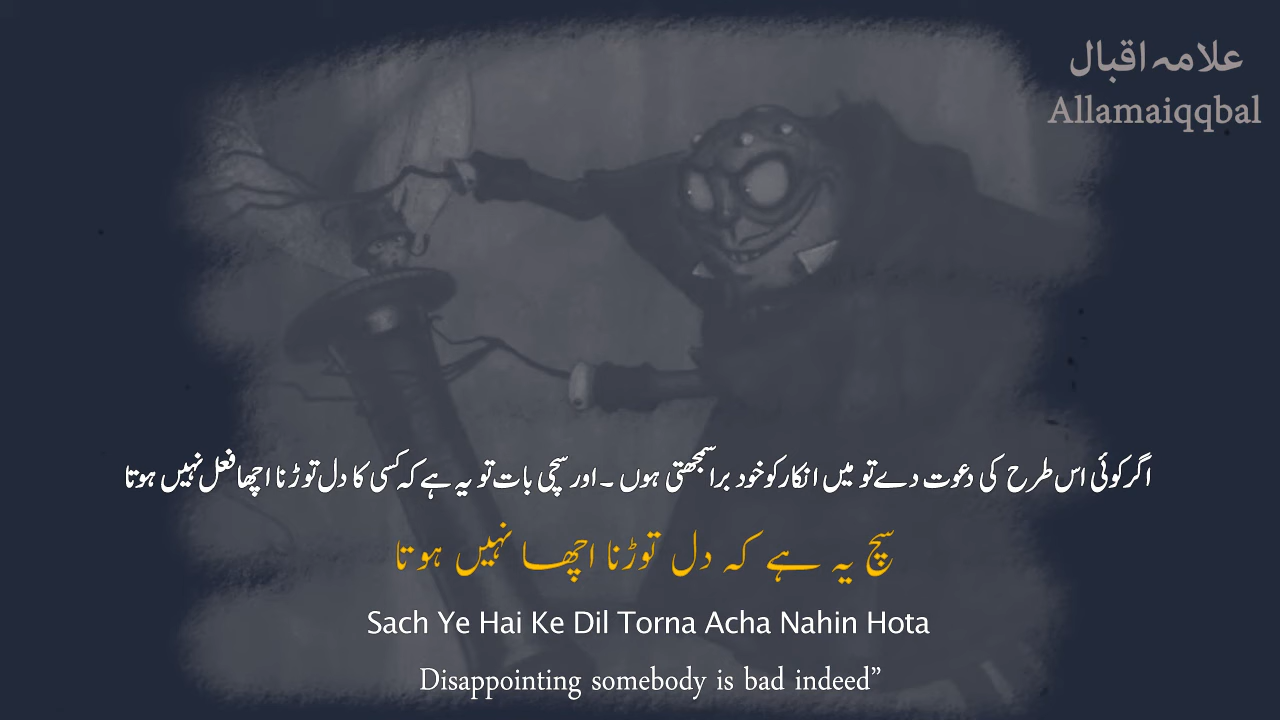 علامہ اقبال
Allamaiqqbal
اگر کوئی اس طرح کی دعوت دے تو میں انکار کو خود برا سمجھتی ہوں ۔ اور سچی بات تو یہ ہے کہ کسی کا دل توڑنا اچھا فعل نہیں ہوتا
سچ یہ ہے کہ دل توڑنا اچھا نہیں ہوتا
Sach Ye Hai Ke Dil Torna Acha Nahin Hota
Disappointing somebody is bad indeed”